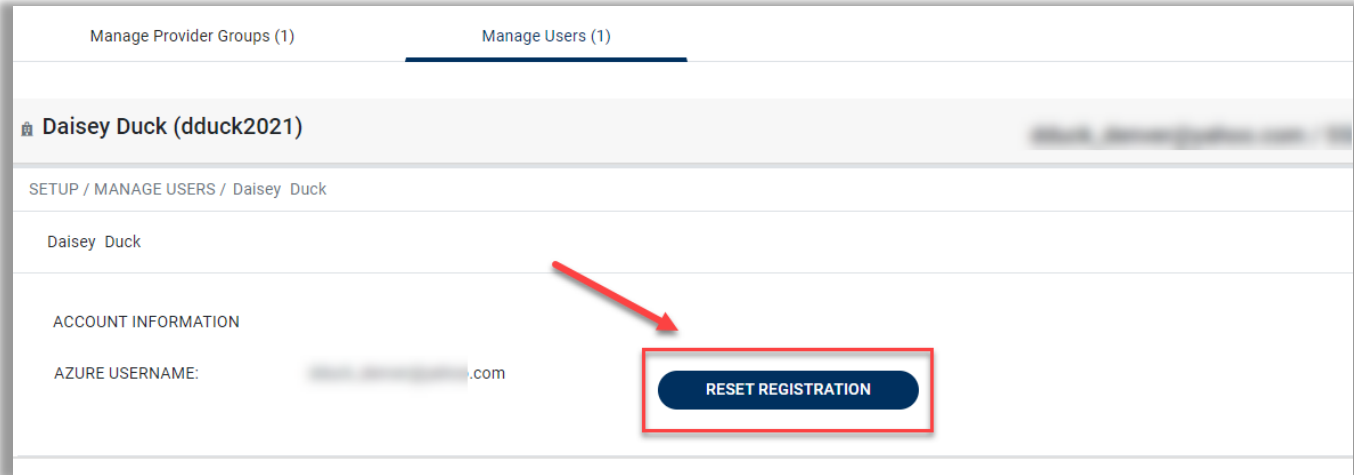 Manage Provider Groups (1) Manage Users (1)
Daisey Duck (dduck2021)
SETUP / MANAGE USERS / Daisey Duck
Daisey Duck
ACCOUNT INFORMATION
AZURE USERNAME: .com RESET REGISTRATION